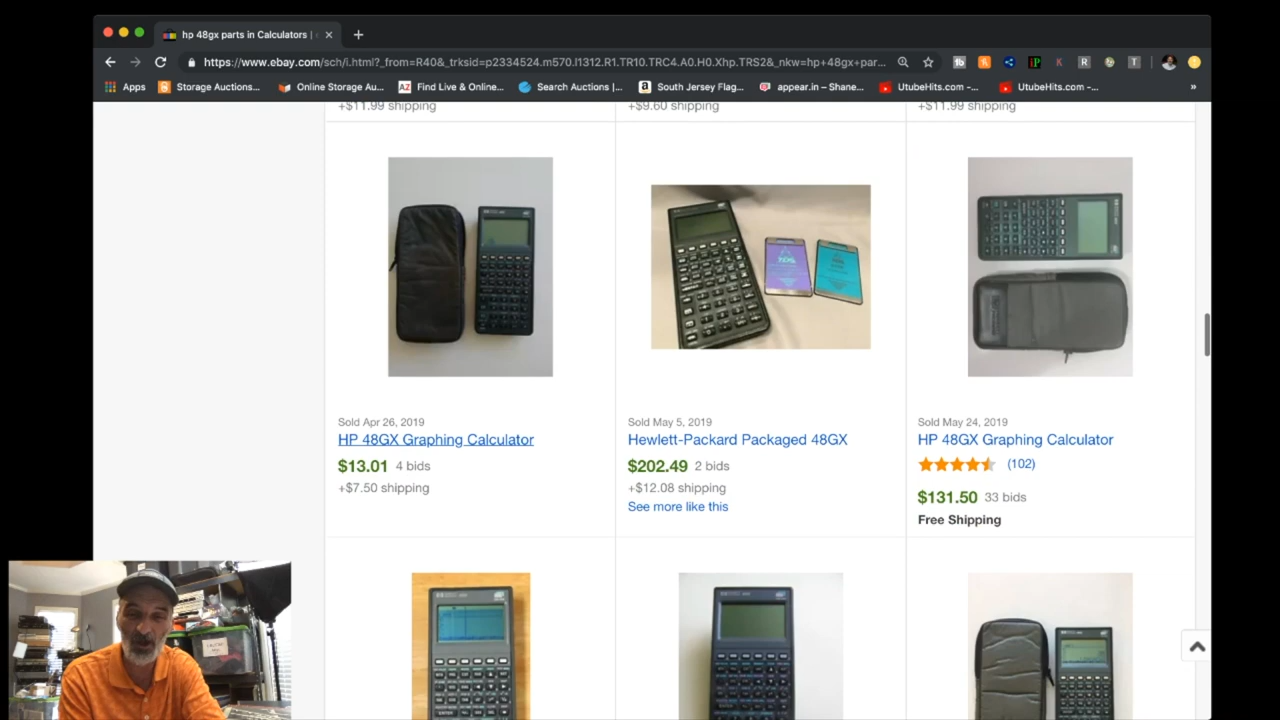 hp 48gx parts in Calculators |
https://www.ebay.com/sch/i.html?_from=R40&_trksid=p2334524.m570.l1312.R1.TR10.TRC4.A0.H0.Xhp.TRS2&_nkw=hp+48gx+par...
Apps Storage Auctions... Online Storage Au... Find Live & Online... Search Auctions |... South Jersey Flag... appear.in – Shane... UtubeHits.com -... UtubeHits.com -... »
+$11.99 shipping +$9.60 shipping +$11.99 shipping
Sold Apr 26, 2019
HP 48GX Graphing Calculator
$13.01 4 bids
+$7.50 shipping
Sold May 5, 2019
Hewlett-Packard Packaged 48GX
$202.49 2 bids
+$12.08 shipping
See more like this
Sold May 24, 2019
HP 48GX Graphing Calculator
(102)
$131.50 33 bids
Free Shipping